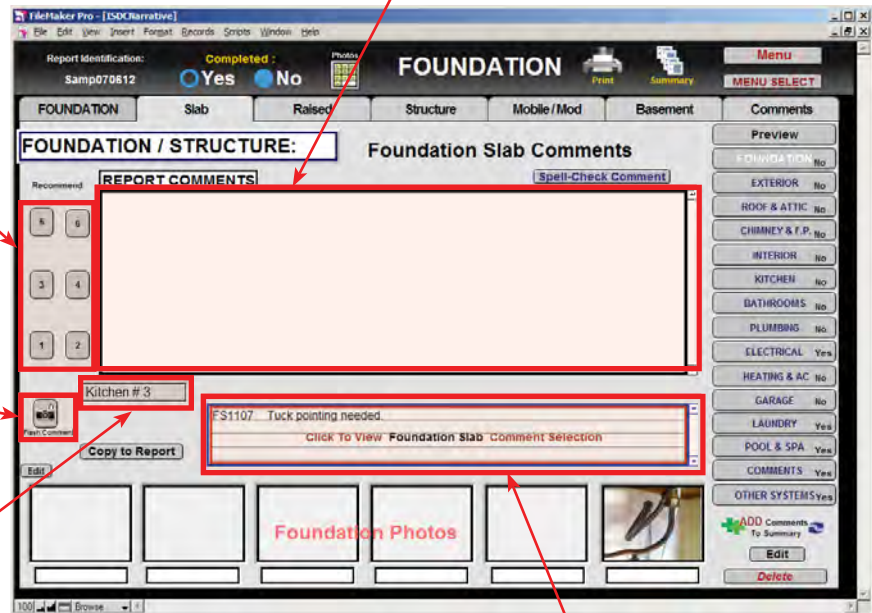 FileMaker Pro - [ISDCNarrative]
File Edit View Insert Format Records Scripts Window Help
Report Identification:
Samp070612
Completed :
Yes No
Photos
FOUNDATION
Print
Summary
Menu
MENU SELECT
FOUNDATION Slab Raised Structure Mobile / Mod Basement Comments
FOUNDATION / STRUCTURE:
Foundation Slab Comments
Recommend
REPORT COMMENTS
Spell-Check Comment
5 6
3 4
1 2
Kitchen # 3
Flash Comment
FS1107 Tuck pointing needed.
Click To View Foundation Slab Comment Selection
Copy to Report
Edit
Foundation Photos
Preview
FOUNDATION No
EXTERIOR No
ROOF & ATTIC No
CHIMNEY & F.P. No
INTERIOR No
KITCHEN No
BATHROOMS No
PLUMBING No
ELECTRICAL Yes
HEATING & AC No
GARAGE No
LAUNDRY Yes
POOL & SPA Yes
COMMENTS Yes
OTHER SYSTEMS Yes
ADD Comments
To Summary
Edit
Delete
100 Browse